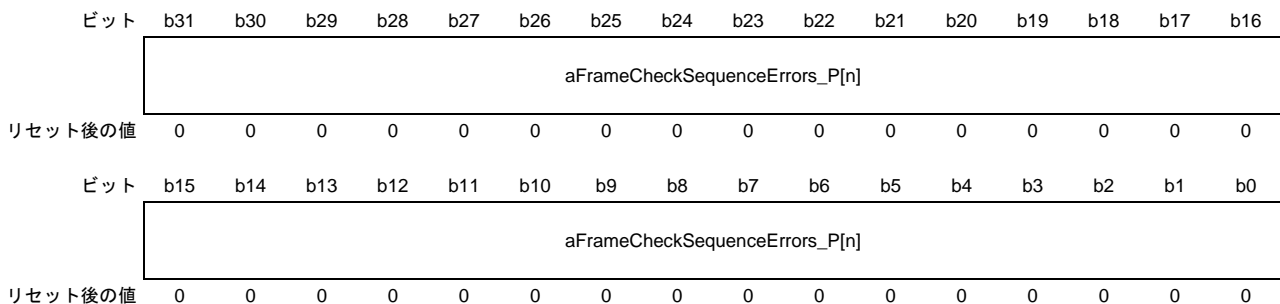 ビット b31 b30 b29 b28 b27 b26 b25 b24 b23 b22 b21 b20 b19 b18 b17 b16
aFrameCheckSequenceErrors_P[n]
リセット後の値 0 0 0 0 0 0 0 0 0 0 0 0 0 0 0 0
ビット b15 b14 b13 b12 b11 b10 b9 b8 b7 b6 b5 b4 b3 b2 b1 b0
aFrameCheckSequenceErrors_P[n]
リセット後の値 0 0 0 0 0 0 0 0 0 0 0 0 0 0 0 0